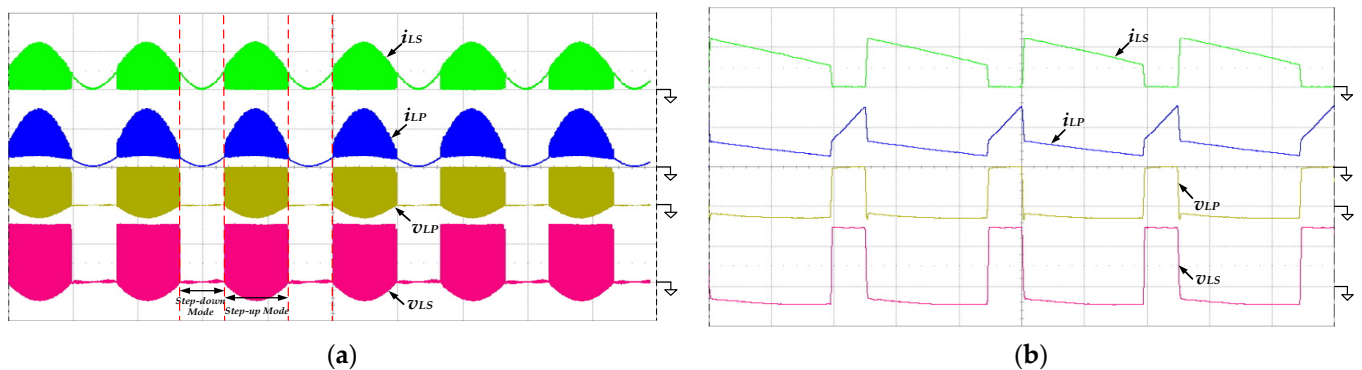 iLS
iLP
vLP
vLS
Step-down
Mode
Step-up Mode
(a)
iLS
iLP
vLP
vLS
(b)